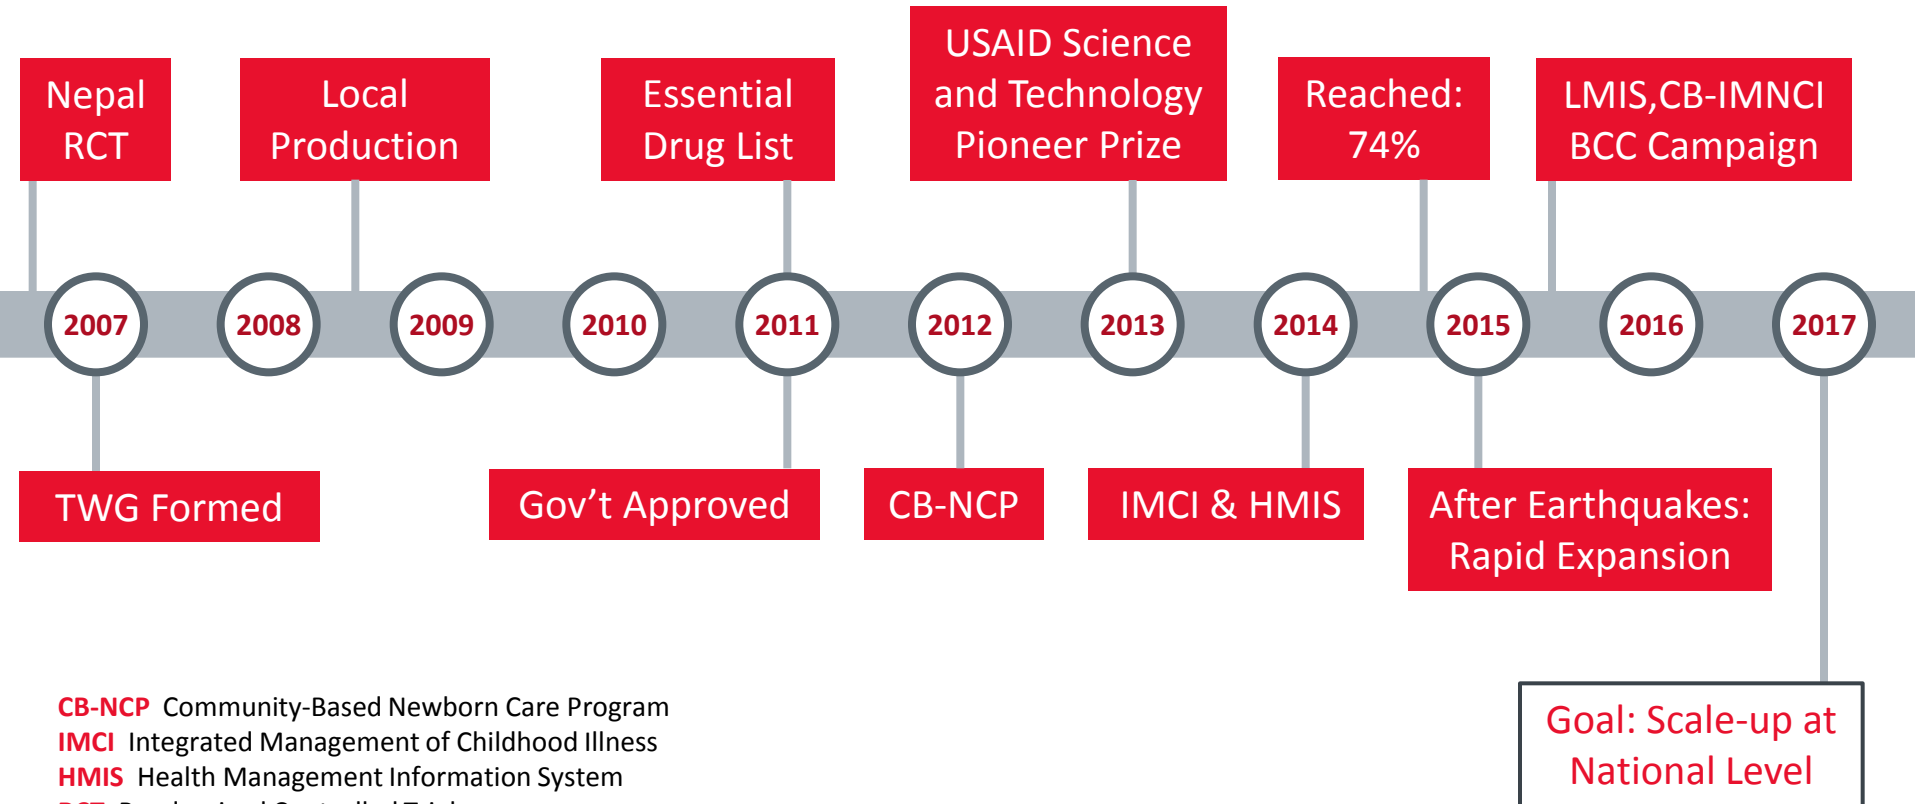 Nepal
RCT
Local
Production
Essential
Drug List
USAID Science
and Technology
Pioneer Prize
Reached:
74%
LMIS,CB-IMNCI
BCC Campaign
2007
2008
2009
2010
2011
2012
2013
2014
2015
2016
2017
TWG Formed
Gov’t Approved
CB-NCP
IMCI & HMIS
After Earthquakes:
Rapid Expansion
Goal: Scale-up at
National Level
CB-NCP Community-Based Newborn Care Program
IMCI Integrated Management of Childhood Illness
HMIS Health Management Information System